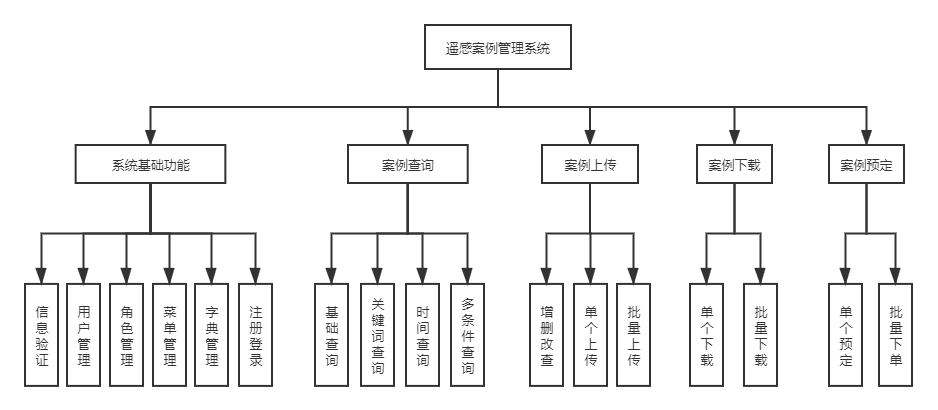 遥感案例管理系统
系统基础功能
案例查询
案例上传
案例下载
案例预定
信息验证
用户管理
角色管理
菜单管理
字典管理
注册登录
基础查询
关键词查询
时间查询
多条件查询
增删改查
单个上传
批量上传
单个下载
批量下载
单个预定
批量下单